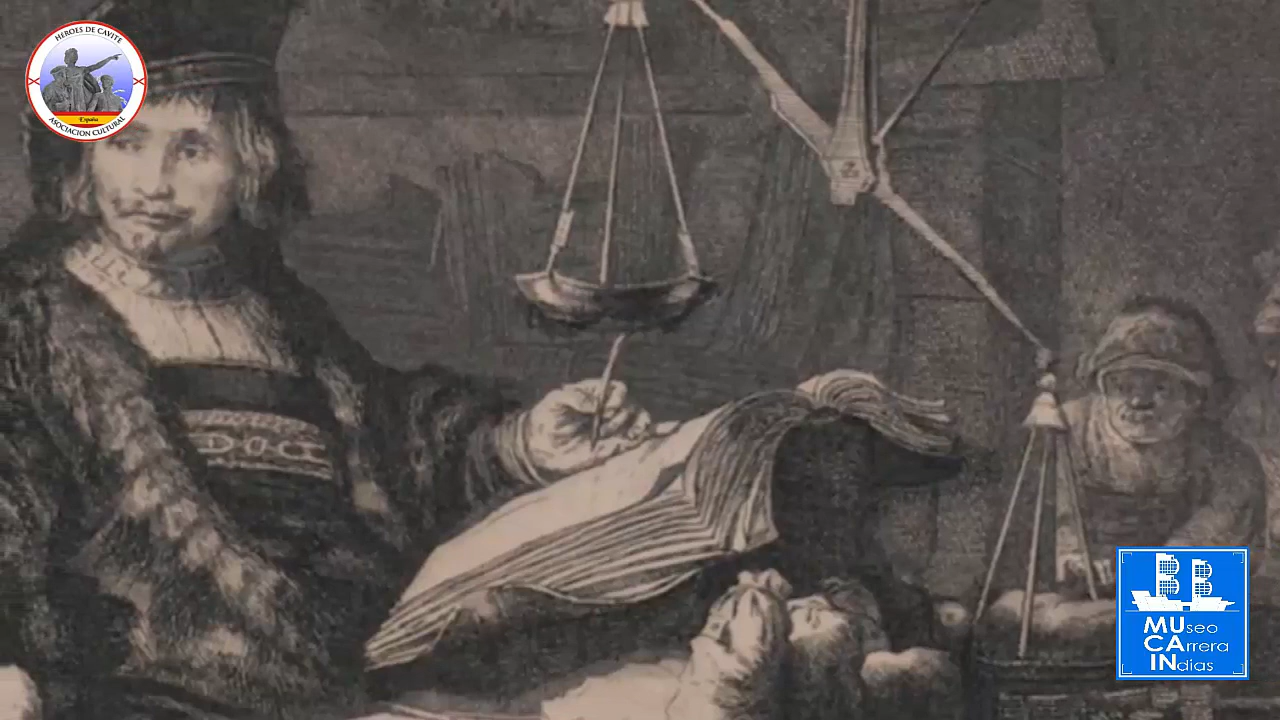 HEROES DE CAVITE
España
ASOCIACION CULTURAL
MUseo
CArrera
INdias